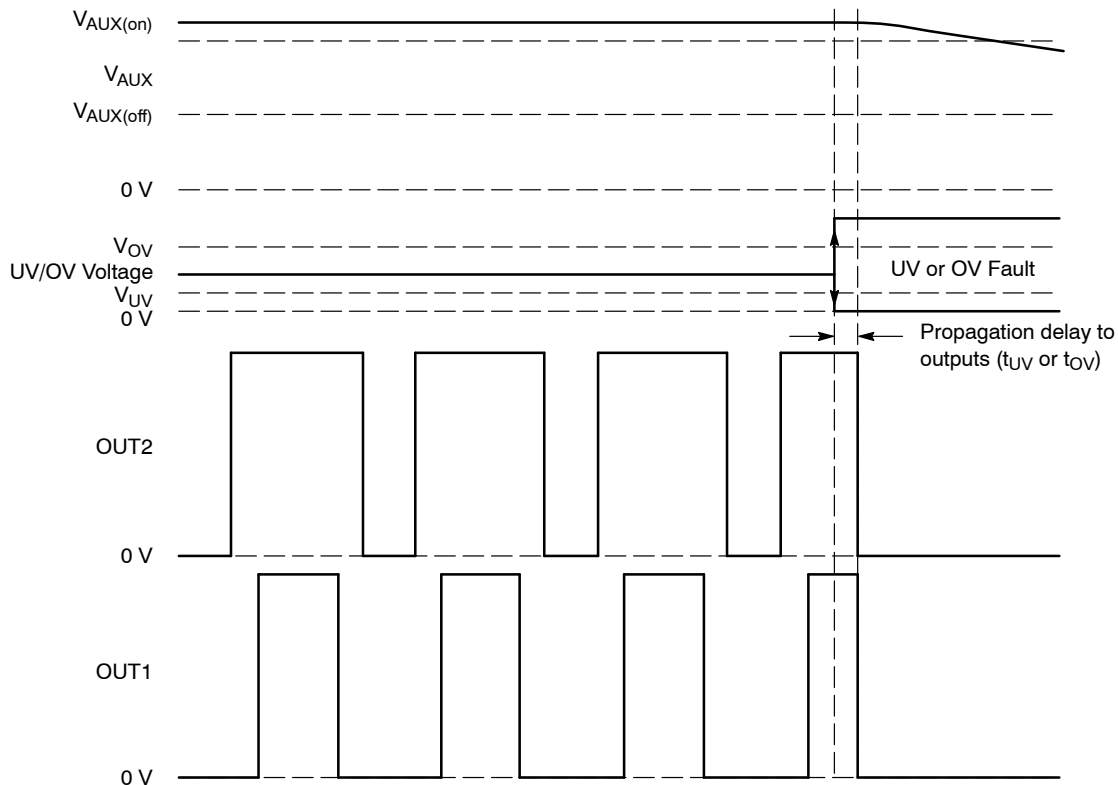 VAUX(on)
VAUX
VAUX(off)
0 V
VOV
UV/OV Voltage
VUV
0 V
UV or OV Fault
Propagation delay to
outputs (tUV or tOV)
OUT2
0 V
OUT1
0 V